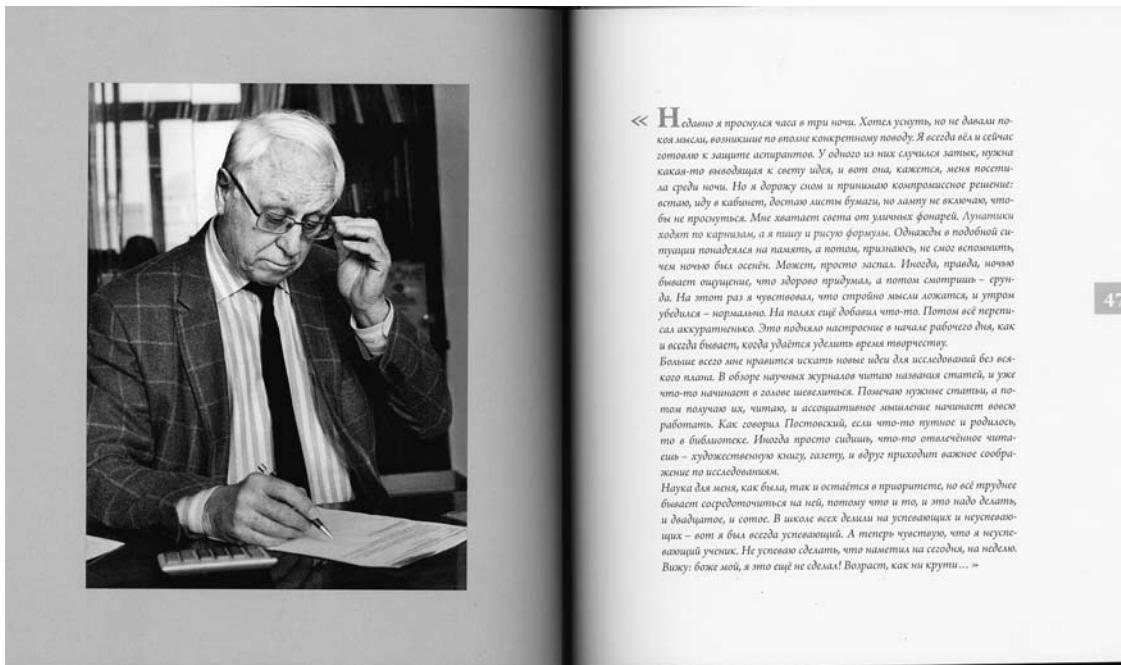 « Недавно я проснулся часа в три ночи. Хотел уснуть, но не давали по-
коя мысли, возникшие по вполне конкретному поводу. Я всегда вёл и сейчас
готовлю к защите аспирантов. У одного из них случился затык, нужна
какая-то выводящая к свету идея, и вот она, кажется, меня посети-
ла среди ночи. Но я дорожу сном и принимаю компромиссное решение:
встаю, иду в кабинет, достаю листы бумаги, но лампу не включаю, что-
бы не проснуться. Мне хватает света от уличных фонарей. Лунатики
ходят по карнизам, а я пишу и рисую формулы. Однажды в подобной си-
туации понадеялся на память, а потом, признаюсь, не смог вспомнить,
чем ночью был осенён. Может, просто заспал. Иногда, правда, ночью
бывает ощущение, что здорово придумал, а потом смотришь – ерун-
да. На этот раз я чувствовал, что стройно мысли ложатся, и утром
убедился – нормально. На полях ещё добавил что-то. Потом всё перепи-
сал аккуратненько. Это подняло настроение в начале рабочего дня, как
и всегда бывает, когда удаётся уделить время творчеству.
Больше всего мне нравится искать новые идеи для исследований без вся-
кого плана. В обзоре научных журналов читаю названия статей, и уже
что-то начинает в голове шевелиться. Помечаю нужные статьи, а по-
том получаю их, читаю, и ассоциативное мышление начинает вовсю
работать. Как говорил Постовский, если что-то путное и родилось,
то в библиотеке. Иногда просто сидишь, что-то отвлечённое чита-
ешь – художественную книгу, газету, и вдруг приходит важное сообра-
жение по исследованиям.
Наука для меня, как была, так и остаётся в приоритете, но всё труднее
бывает сосредоточиться на ней, потому что и то, и это надо делать,
и двадцатое, и сотое. В школе всех делили на успевающих и неуспеваю-
щих – вот я был всегда успевающий. А теперь чувствую, что я неуспе-
вающий ученик. Не успеваю сделать, что наметил на сегодня, на неделю.
Вижу: боже мой, я это ещё не сделал! Возраст, как ни крути… »
47